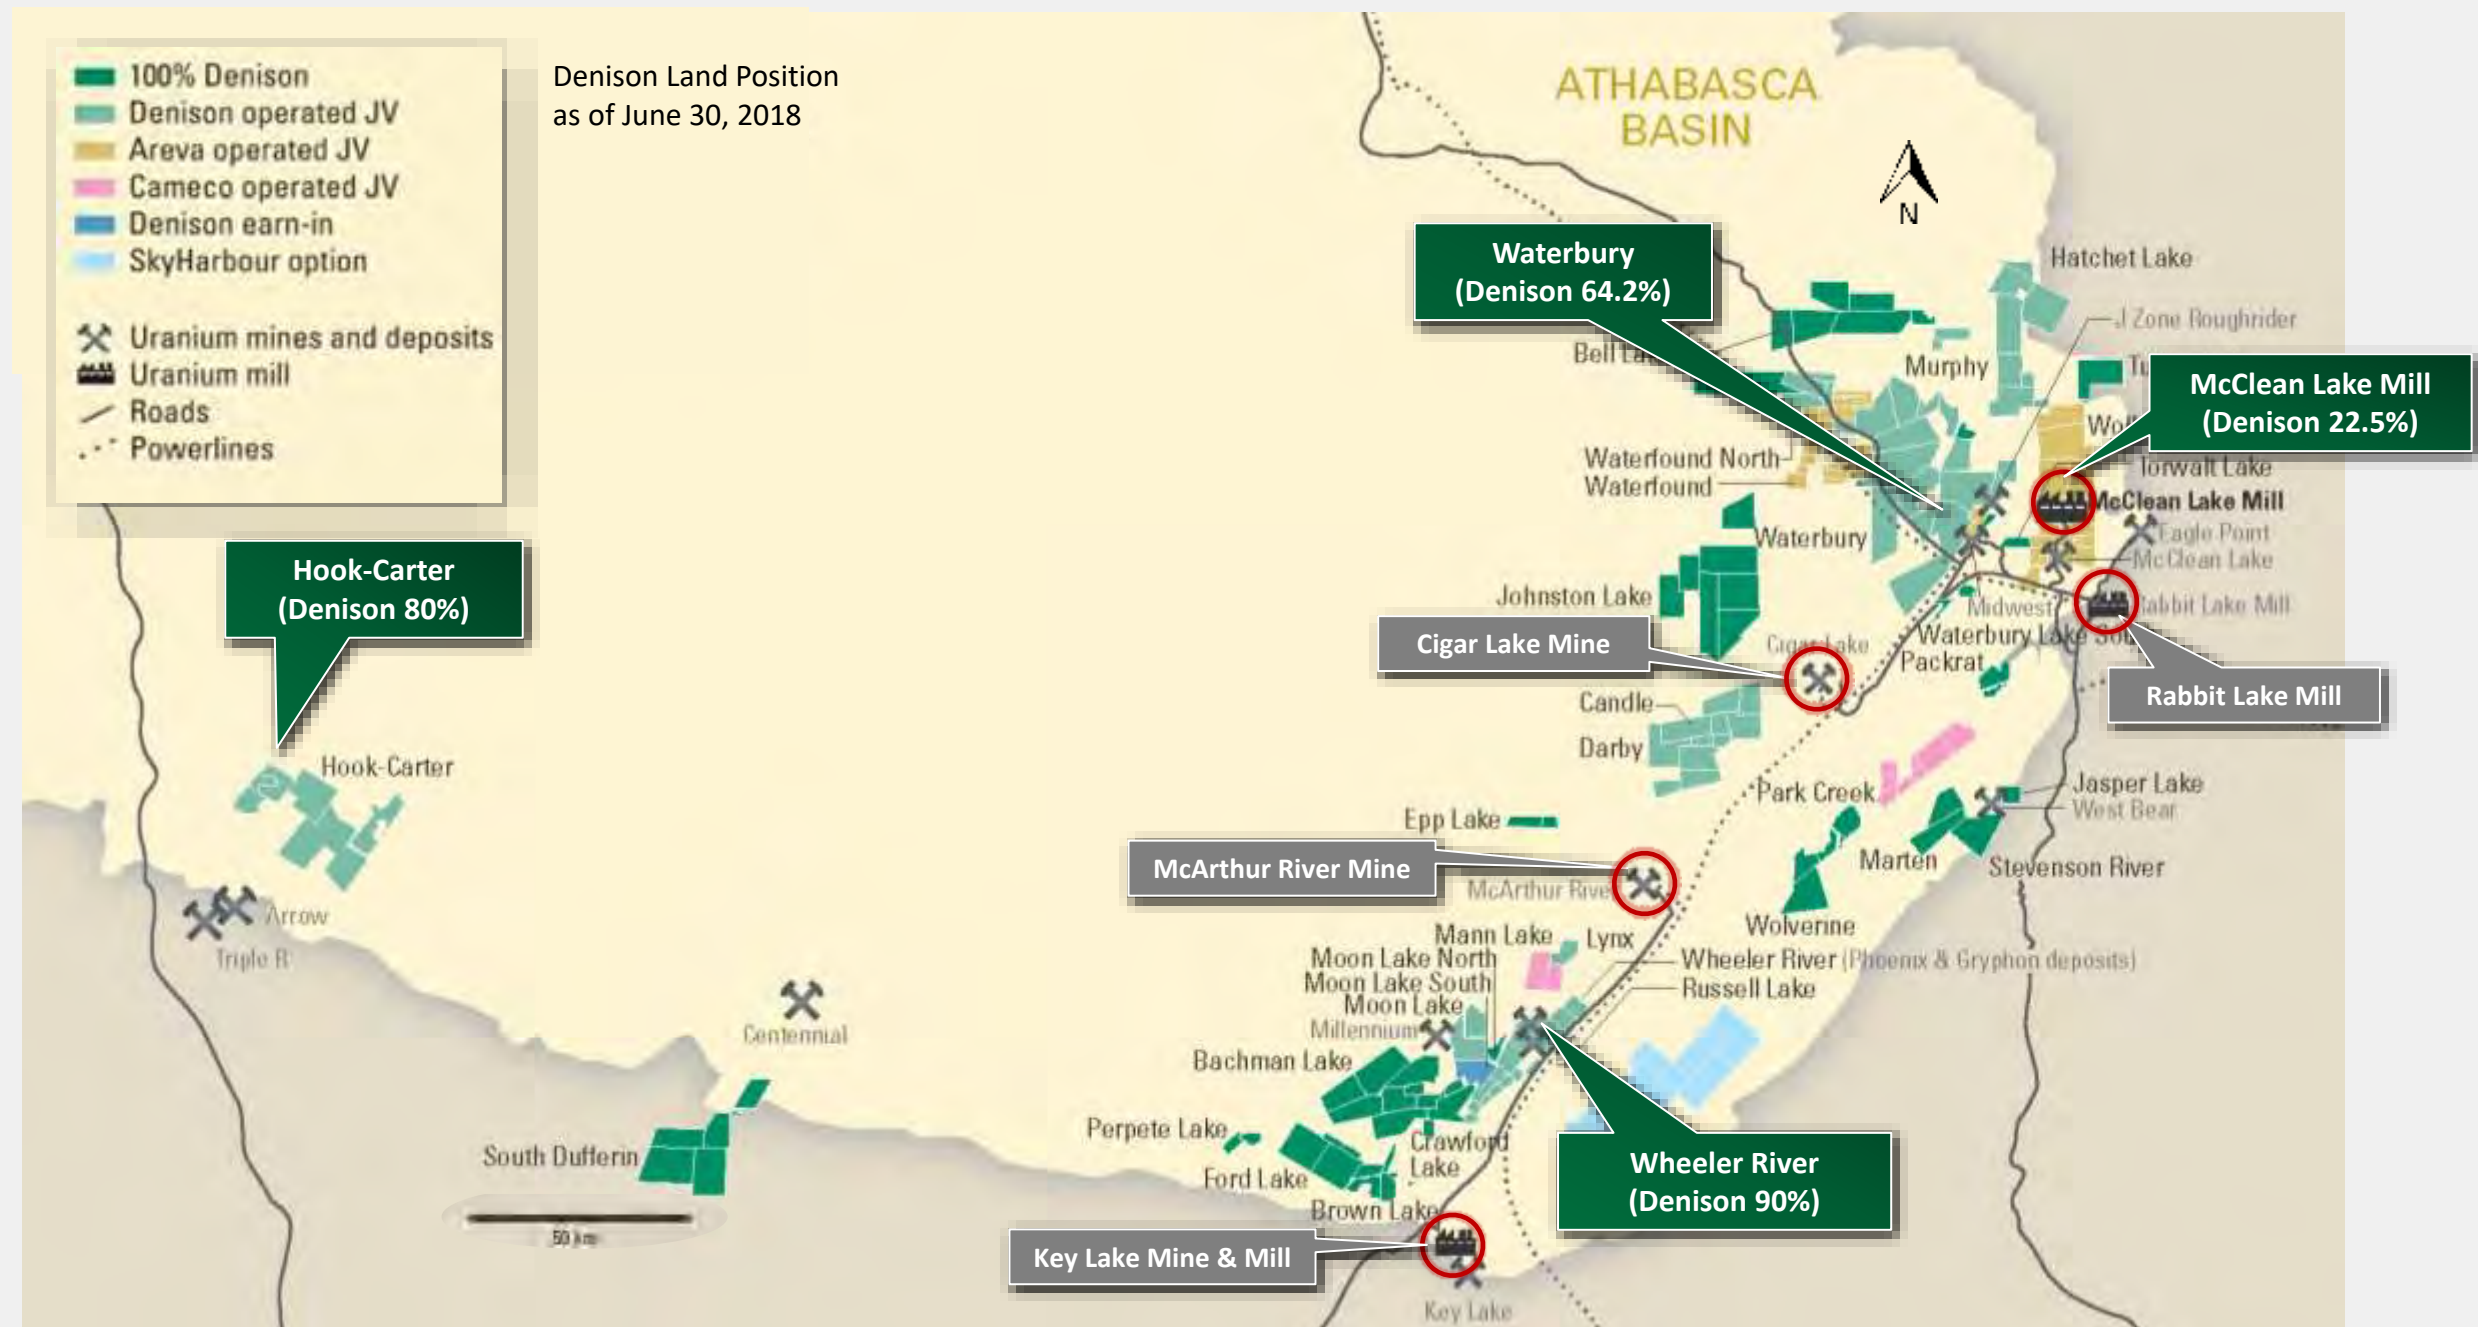 100% Denison
Denison operated JV
Areva operated JV
Cameco operated JV
Denison earn-in
SkyHarbour option
Uranium mines and deposits
Uranium mill
Roads
Powerlines
Denison Land Position
as of June 30, 2018
ATHABASCA
BASIN
N
Waterbury
(Denison 64.2%)
Hatchet Lake
J Zone Roughrider
Bell
Murphy
McClean Lake Mill
(Denison 22.5%)
Waterfound North
Waterfound
Torwalt Lake
McClean Lake Mill
Eagle Point
McClean Lake
Waterbury
Hook-Carter
(Denison 80%)
Johnston Lake
Midwest
Rabbit Lake Mill
Cigar Lake Mine
Cigar Lake
Waterbury Lake
Packrat
Rabbit Lake Mill
Candle
Darby
Hook-Carter
Park Creek
Jasper Lake
West Bear
Epp Lake
Marten
Stevenson River
McArthur River Mine
McArthur River
Wolverine
Arrow
Triple R
Mann Lake
Lynx
Moon Lake North
Wheeler River (Phoenix & Gryphon deposits)
Moon Lake South
Russell Lake
Moon Lake
Millennium
Centennial
Bachman Lake
Perpete Lake
Crawford
Lake
South Dufferin
Ford Lake
Wheeler River
(Denison 90%)
Brown Lake
50 km
Key Lake Mine & Mill
Key Lake